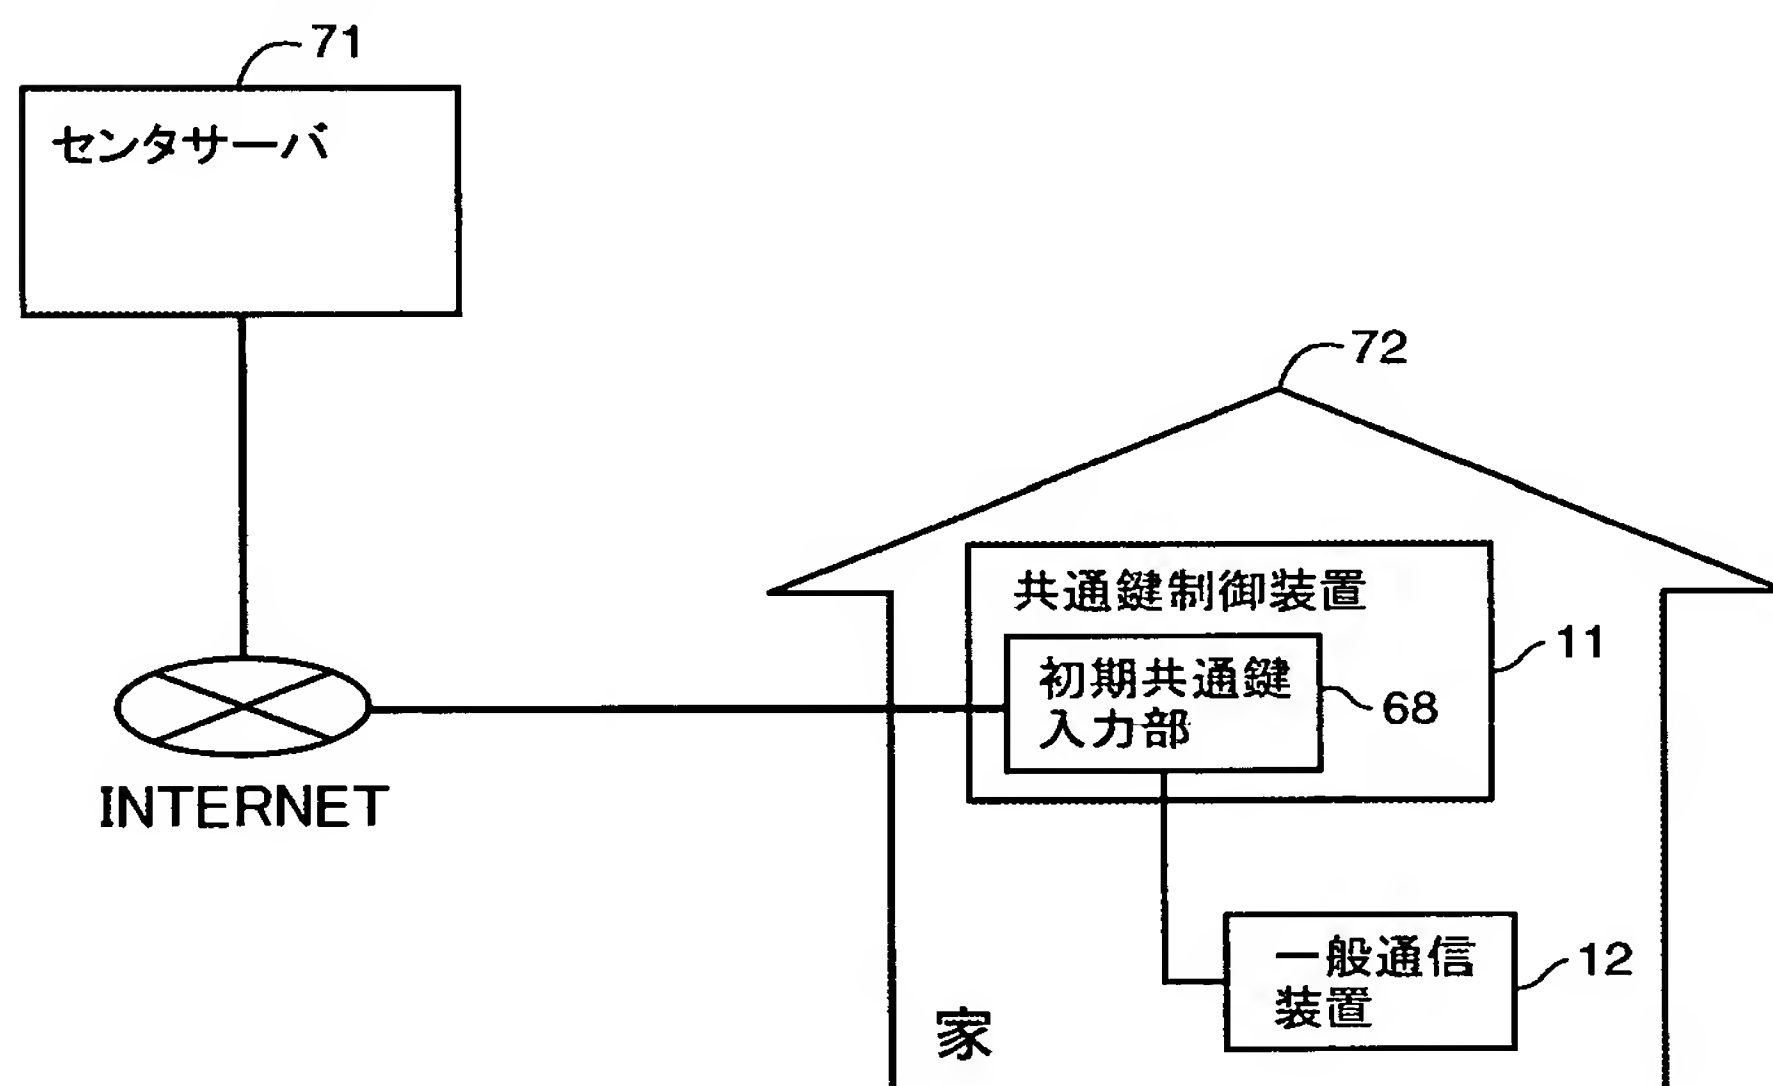 71
センタサーバ
72
共通鍵制御装置
11
初期共通鍵
入力部
68
INTERNET
一般通信
装置
12
家